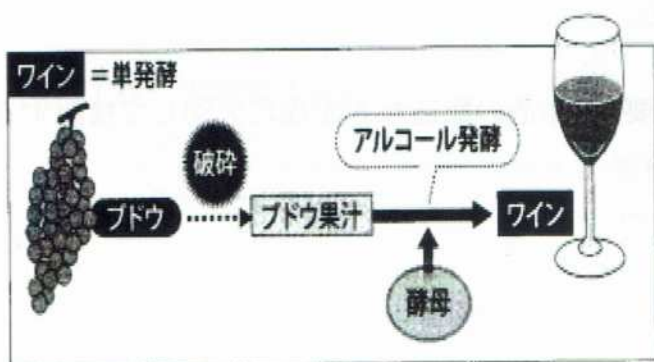 ワイン =単発酵
破砕
アルコール発酵
ブドウ
ブドウ果汁
ワイン
酵母